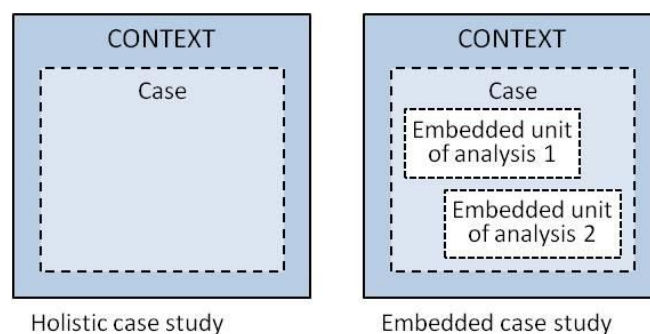 CONTEXT
Case
Holistic case study
CONTEXT
Case
Embedded unit
of analysis 1
Embedded unit
of analysis 2
Embedded case study